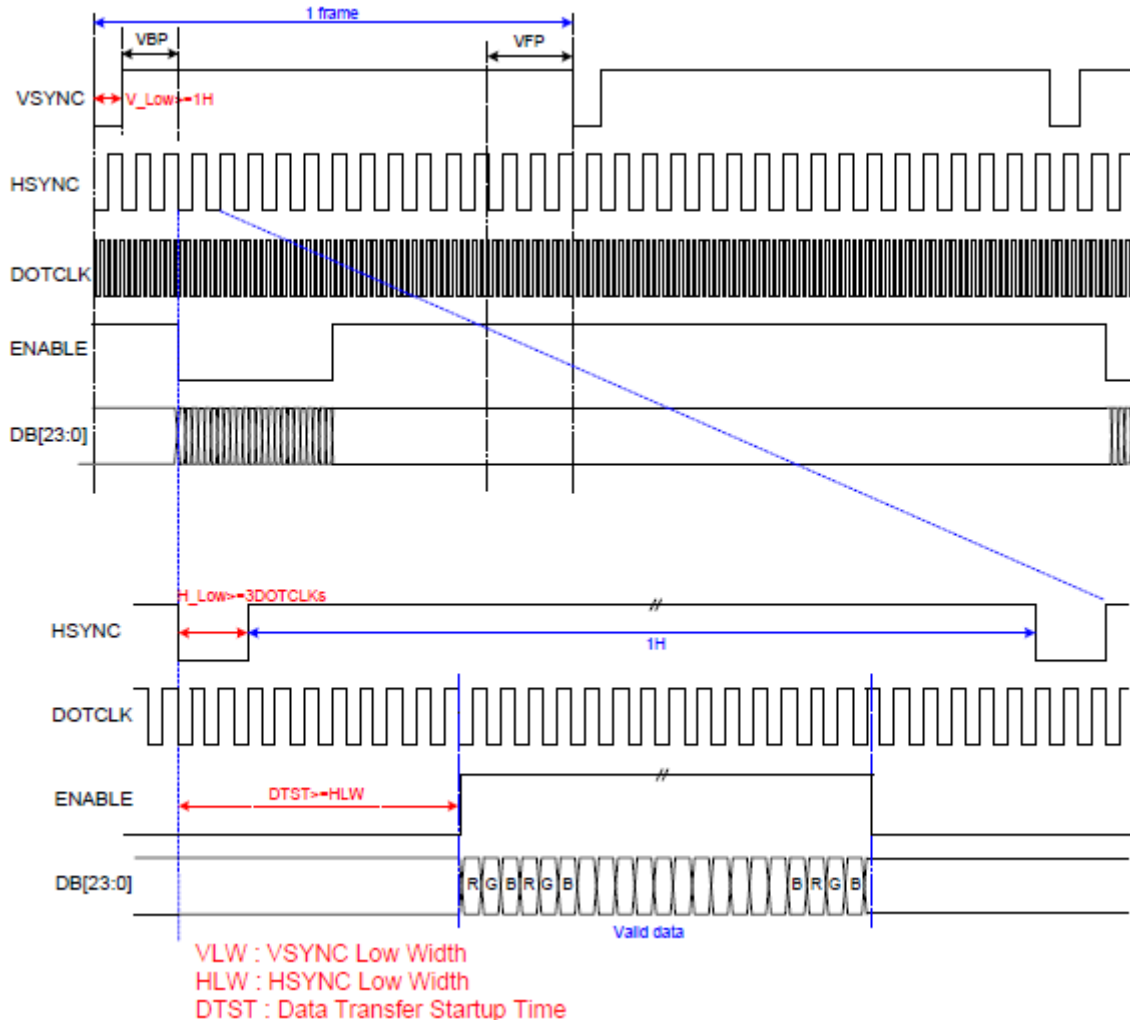 1 frame
VBP
VFP
VSYNC
V_Low>=1H
HSYNC
DOTCLK
ENABLE
DB[23:0]
H_Low>=3DOTCLKs
HSYNC
//
1H
DOTCLK
//
ENABLE
DTST>=HLW
DB[23:0]
R G B R G B B R G B
Valid data
VLW : VSYNC Low Width
HLW : HSYNC Low Width
DTST : Data Transfer Startup Time